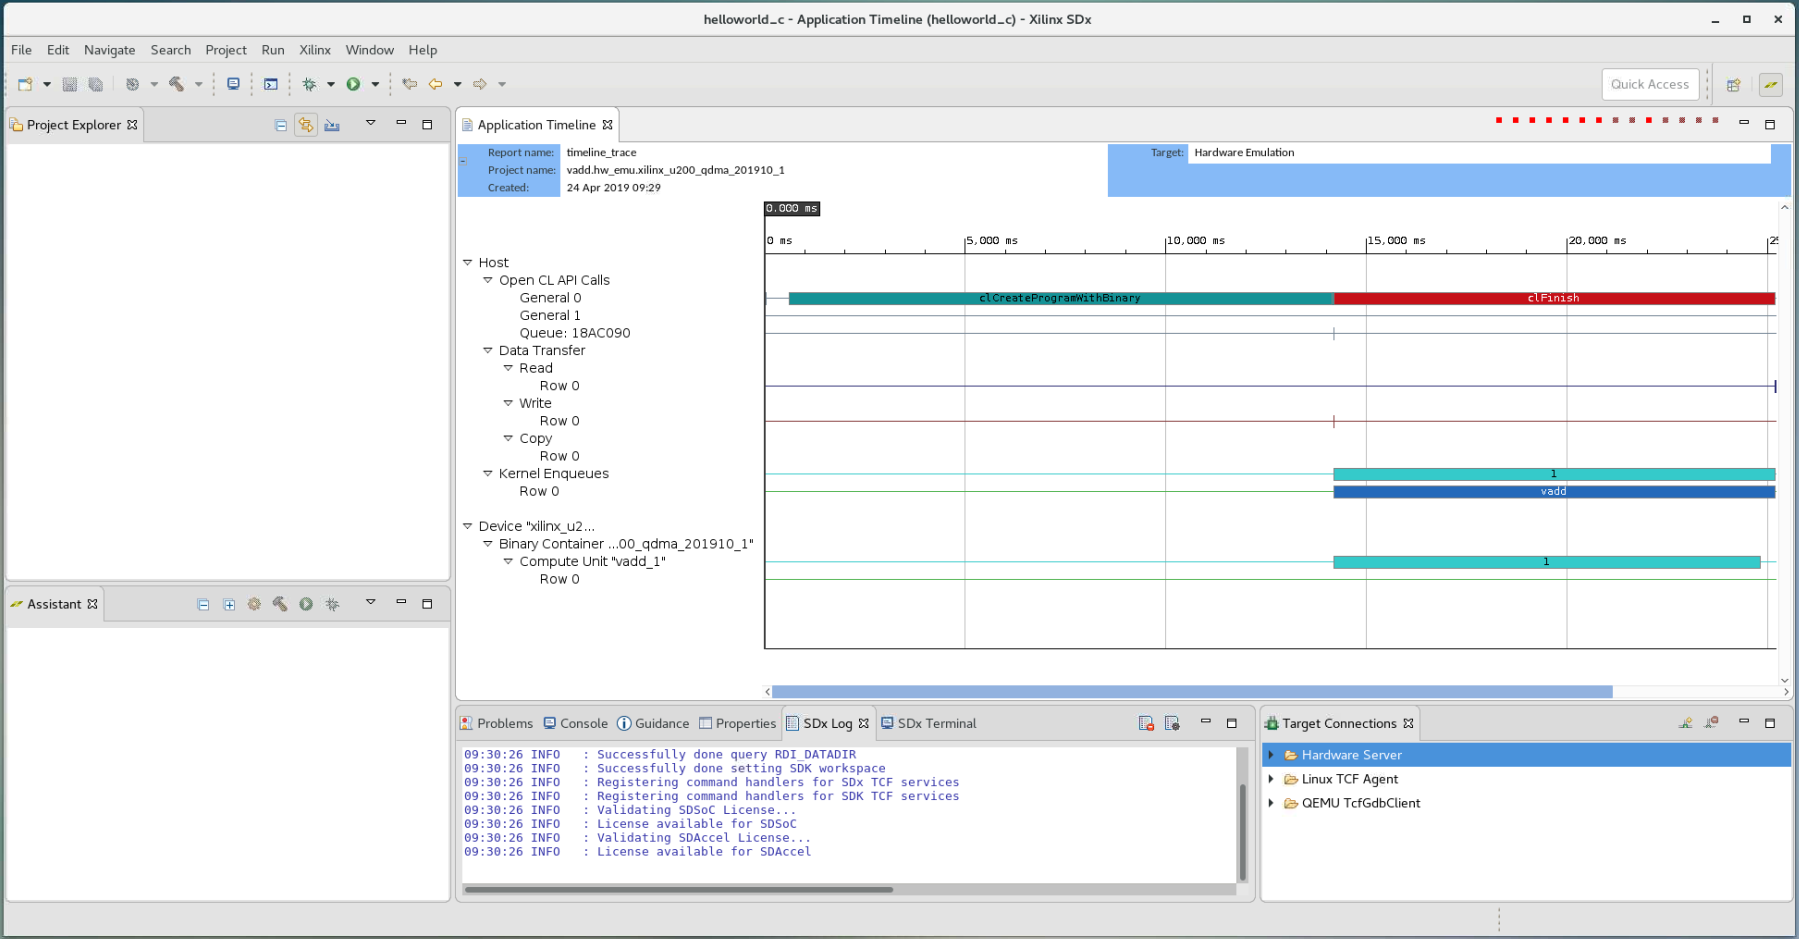 helloworld_c - Application Timeline (helloworld_c) - Xilinx SDx
File Edit Navigate Search Project Run Xilinx Window Help
Quick Access
Project Explorer
Application Timeline
Report name: timeline_trace
Target: Hardware Emulation
Project name: vadd.hw_emu.xilinx_u200_qdma_201910_1
Created: 24 Apr 2019 09:29
0.000 ms
0 ms 5,000 ms 10,000 ms 15,000 ms 20,000 ms 25
Host
Open CL API Calls
General 0 clCreateProgramWithBinary clFinish
General 1
Queue: 18AC090
Data Transfer
Read
Row 0
Write
Row 0
Copy
Row 0
Kernel Enqueues 1
Row 0 vadd
Device "xilinx_u2...
Binary Container ...00_qdma_201910_1"
Compute Unit "vadd_1" 1
Row 0
Assistant
Problems Console Guidance Properties SDx Log SDx Terminal
09:30:26 INFO : Successfully done query RDI_DATADIR
09:30:26 INFO : Successfully done setting SDK workspace
09:30:26 INFO : Registering command handlers for SDx TCF services
09:30:26 INFO : Registering command handlers for SDK TCF services
09:30:26 INFO : Validating SDSoC License...
09:30:26 INFO : License available for SDSoC
09:30:26 INFO : Validating SDAccel License...
09:30:26 INFO : License available for SDAccel
Target Connections
Hardware Server
Linux TCF Agent
QEMU TcfGdbClient